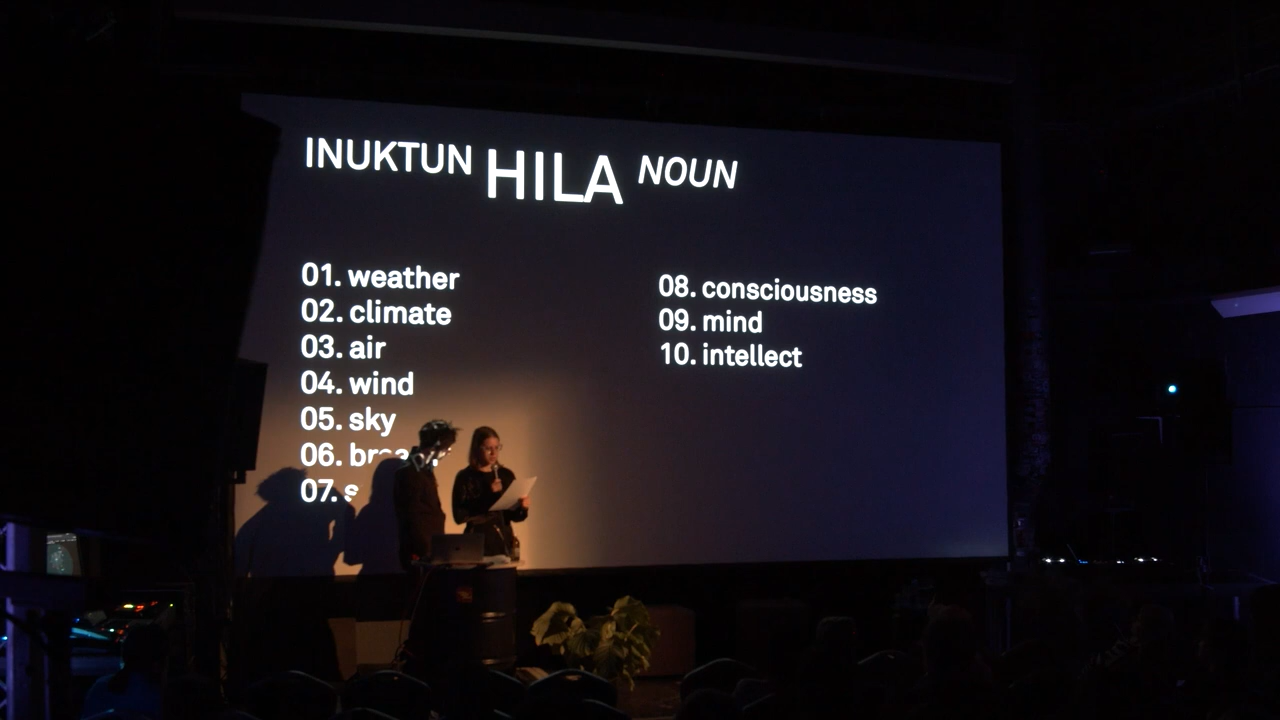 INUKTUN HILA NOUN
01. weather
02. climate
03. air
04. wind
05. sky
06.
07.
08. consciousness
09. mind
10. intellect